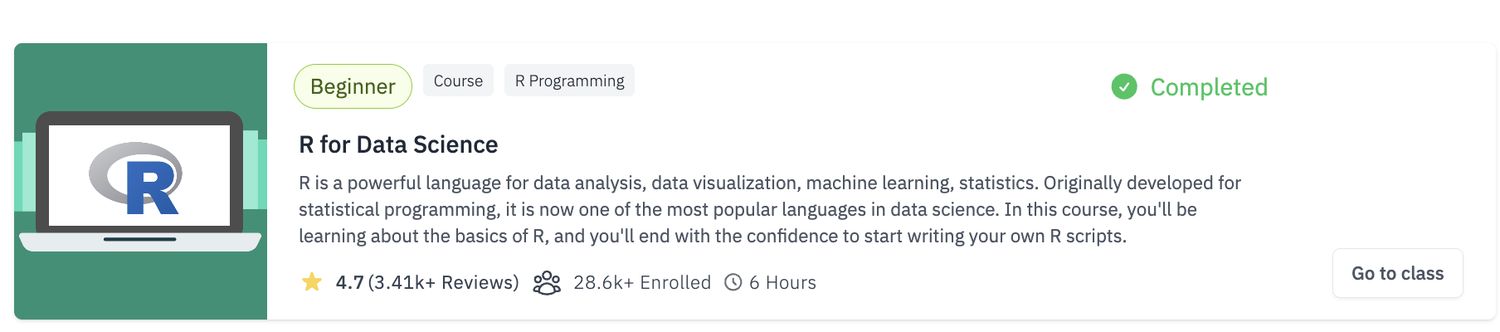 Beginner Course R Programming
Completed
R
R for Data Science
R is a powerful language for data analysis, data visualization, machine learning, statistics. Originally developed for
statistical programming, it is now one of the most popular languages in data science. In this course, you'll be
learning about the basics of R, and you'll end with the confidence to start writing your own R scripts.
4.7 (3.41k+ Reviews) 28.6k+ Enrolled 6 Hours
Go to class